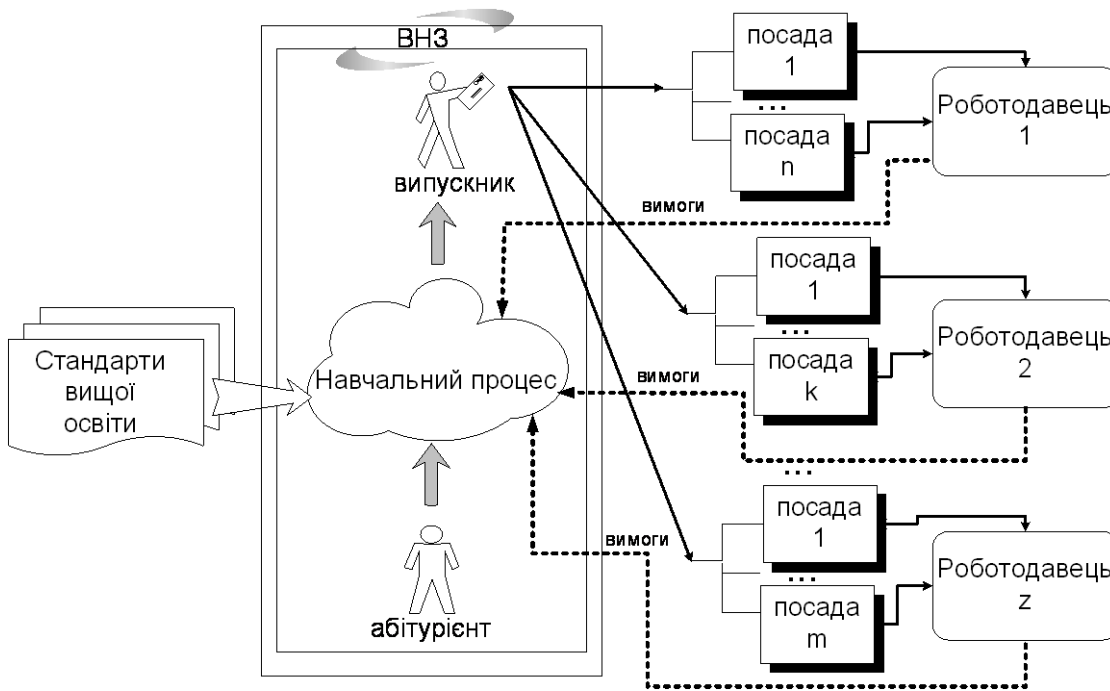 ВНЗ
випускник
Навчальний процес
абітурієнт
Стандарти
вищої
освіти
посада
1
...
посада
n
Роботодавець
1
вимоги
посада
1
...
посада
k
Роботодавець
2
вимоги
...
посада
1
...
посада
m
Роботодавець
z
вимоги